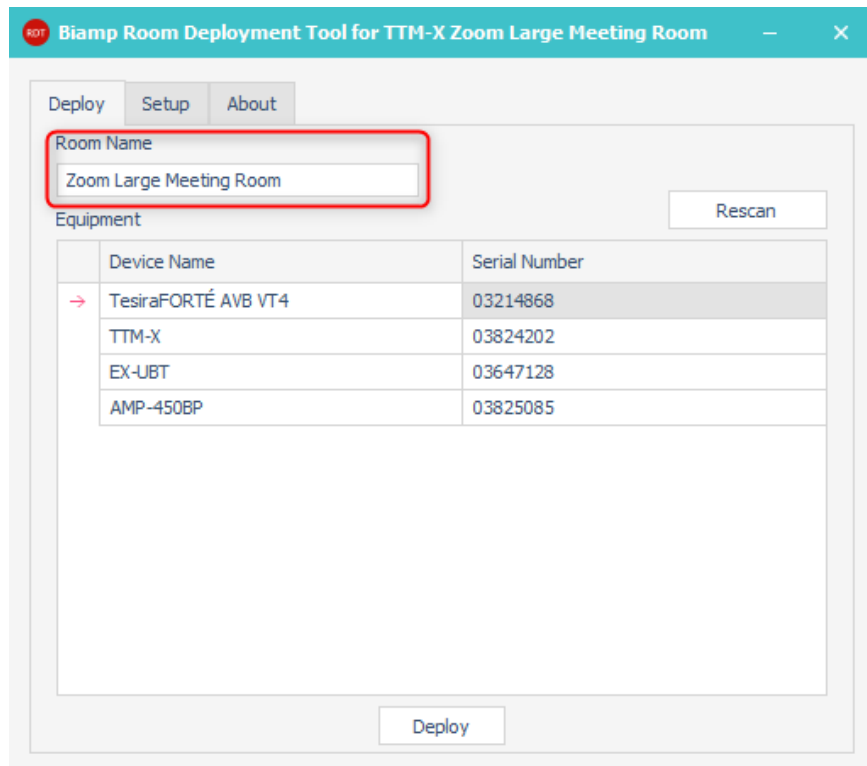 RDT Biamp Room Deployment Tool for TTM-X Zoom Large Meeting Room
Deploy Setup About
Room Name
Zoom Large Meeting Room
Rescan
Equipment
Device Name Serial Number
TesiraFORTÉ AVB VT4 03214868
TTM-X 03824202
EX-UBT 03647128
AMP-450BP 03825085
Deploy